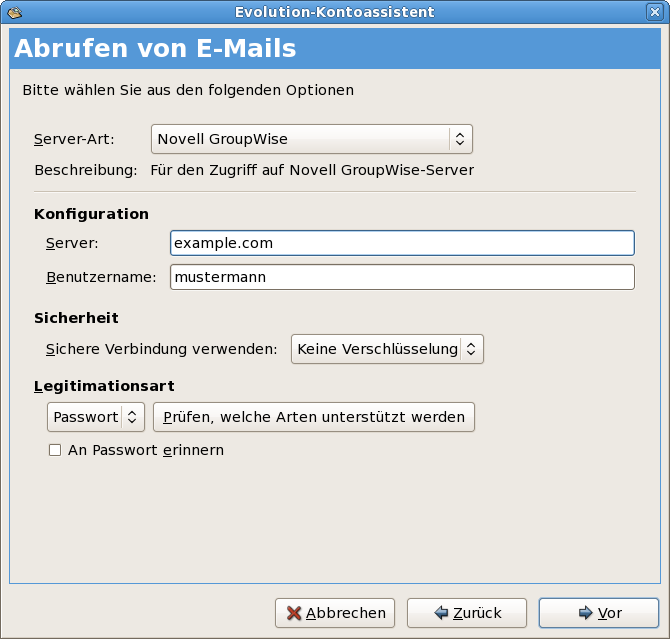 Evolution-Kontoassistent
Abrufen von E-Mails
Bitte wählen Sie aus den folgenden Optionen
Server-Art: Novell GroupWise
Beschreibung: Für den Zugriff auf Novell GroupWise-Server
Konfiguration
Server: example.com
Benutzername: mustermann
Sicherheit
Sichere Verbindung verwenden: Keine Verschlüsselung
Legitimationsart
Passwort Prüfen, welche Arten unterstützt werden
An Passwort erinnern
Abbrechen Zurück Vor